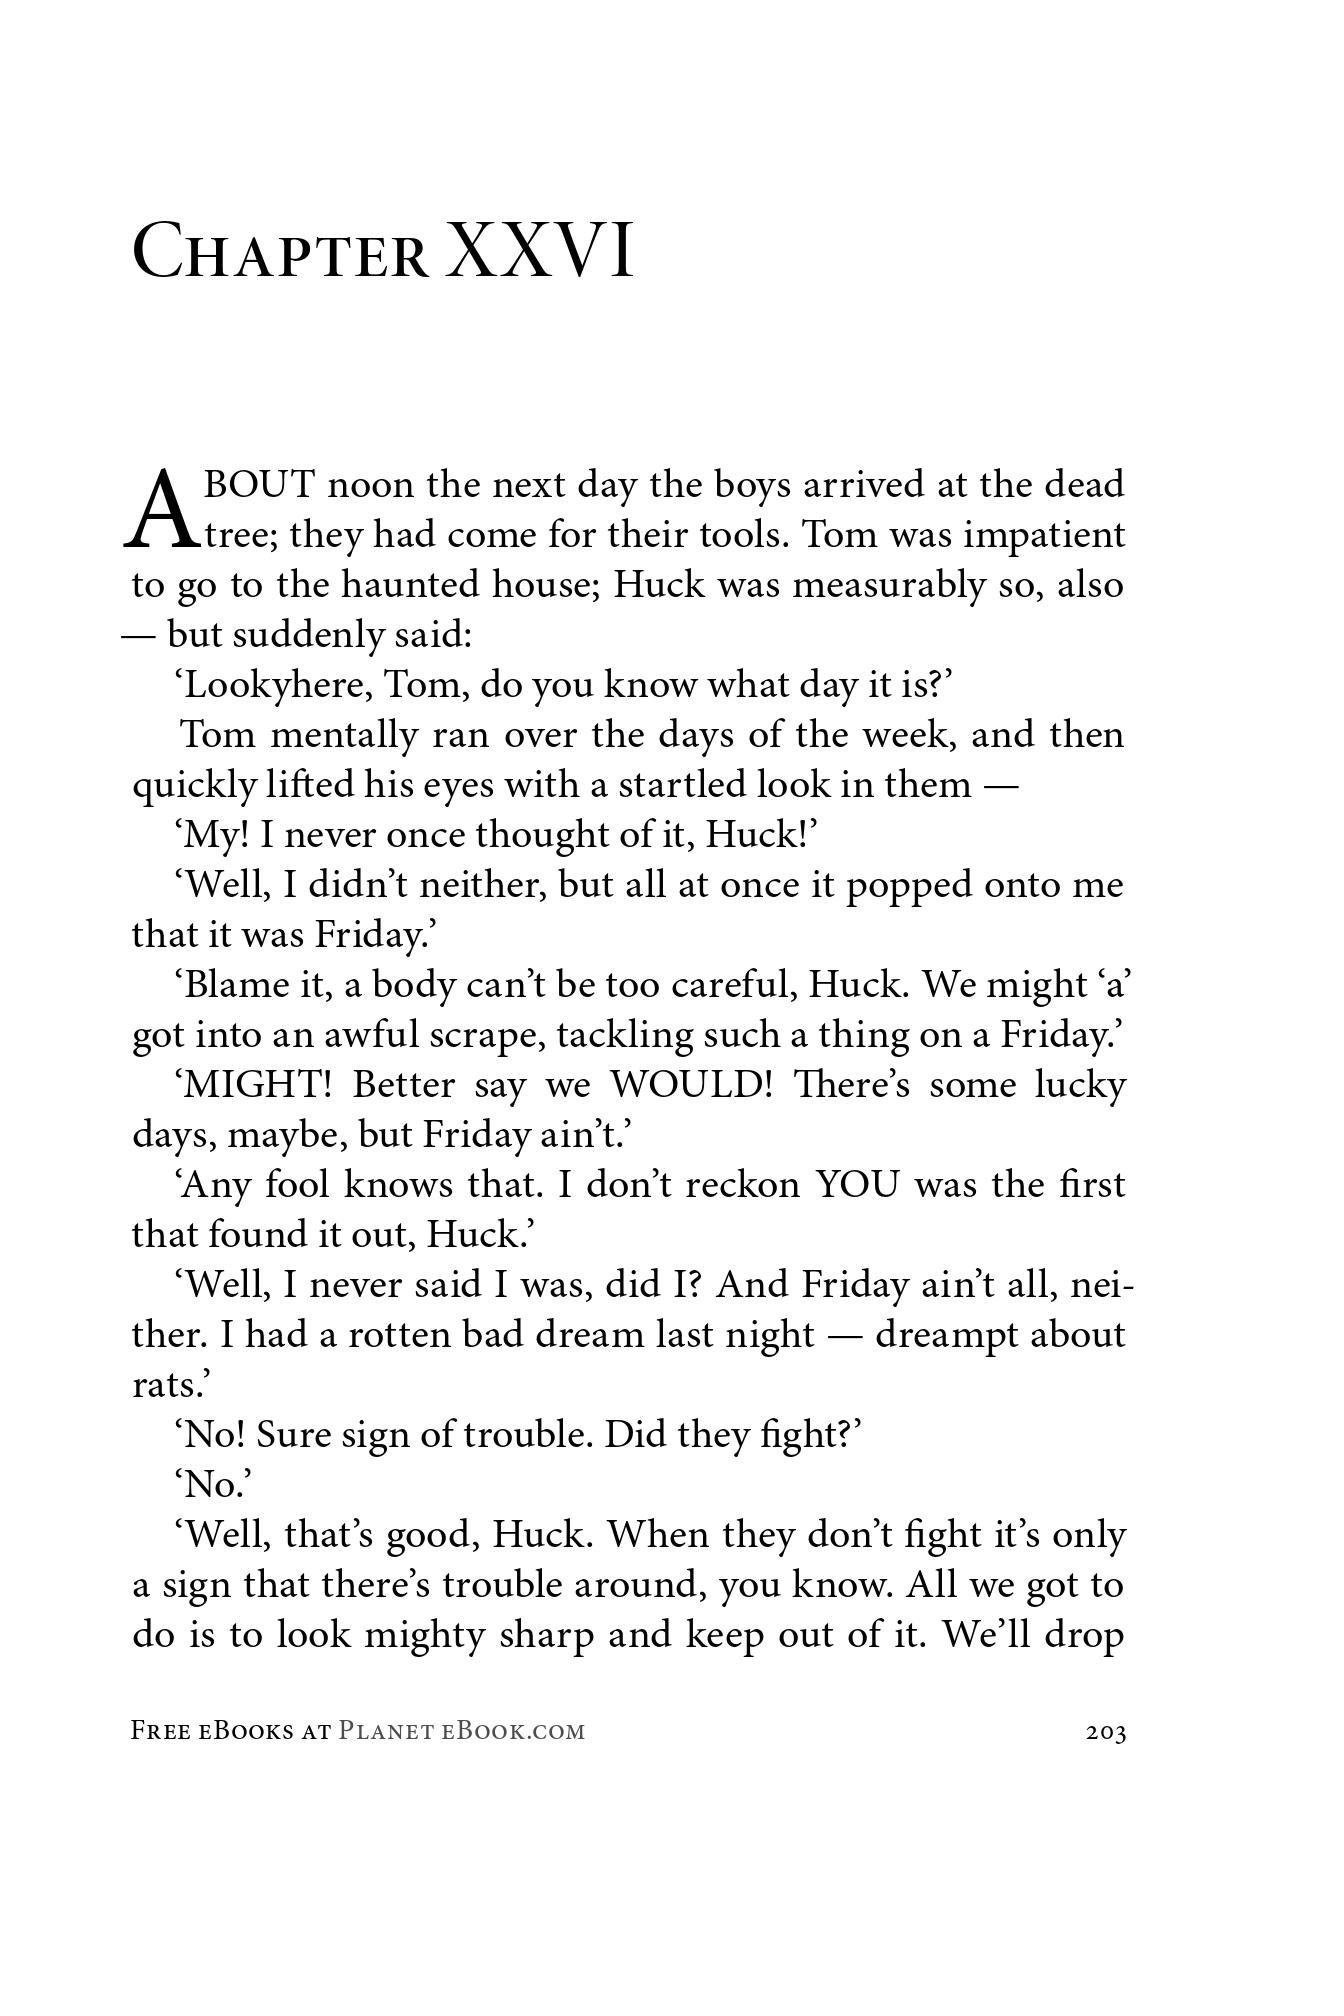 Chapter XXVI
ABOUT noon the next day the boys arrived at the dead
tree; they had come for their tools. Tom was impatient
to go to the haunted house; Huck was measurably so, also
— but suddenly said:
‘Lookyhere, Tom, do you know what day it is?’
Tom mentally ran over the days of the week, and then
quickly lifted his eyes with a startled look in them —
‘My! I never once thought of it, Huck!’
‘Well, I didn’t neither, but all at once it popped onto me
that it was Friday.’
‘Blame it, a body can’t be too careful, Huck. We might ‘a’
got into an awful scrape, tackling such a thing on a Friday.’
‘MIGHT! Better say we WOULD! There’s some lucky
days, maybe, but Friday ain’t.’
‘Any fool knows that. I don’t reckon YOU was the first
that found it out, Huck.’
‘Well, I never said I was, did I? And Friday ain’t all, nei-
ther. I had a rotten bad dream last night — dreampt about
rats.’
‘No! Sure sign of trouble. Did they fight?’
‘No.’
‘Well, that’s good, Huck. When they don’t fight it’s only
a sign that there’s trouble around, you know. All we got to
do is to look mighty sharp and keep out of it. We’ll drop
Free eBooks at Planet eBook.com 203